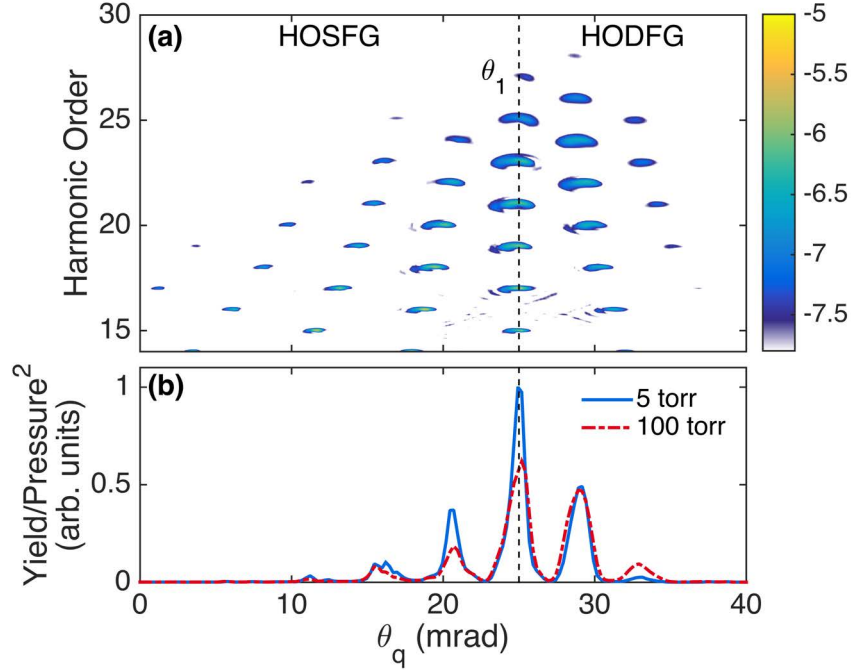 (a)
HOSFG
HODFG
θ1
Harmonic Order
30
25
20
15
-5
-5.5
-6
-6.5
-7
-7.5
(b)
5 torr
100 torr
Yield/Pressure2
(arb. units)
1
0.5
0
0
10
20
30
40
θq (mrad)